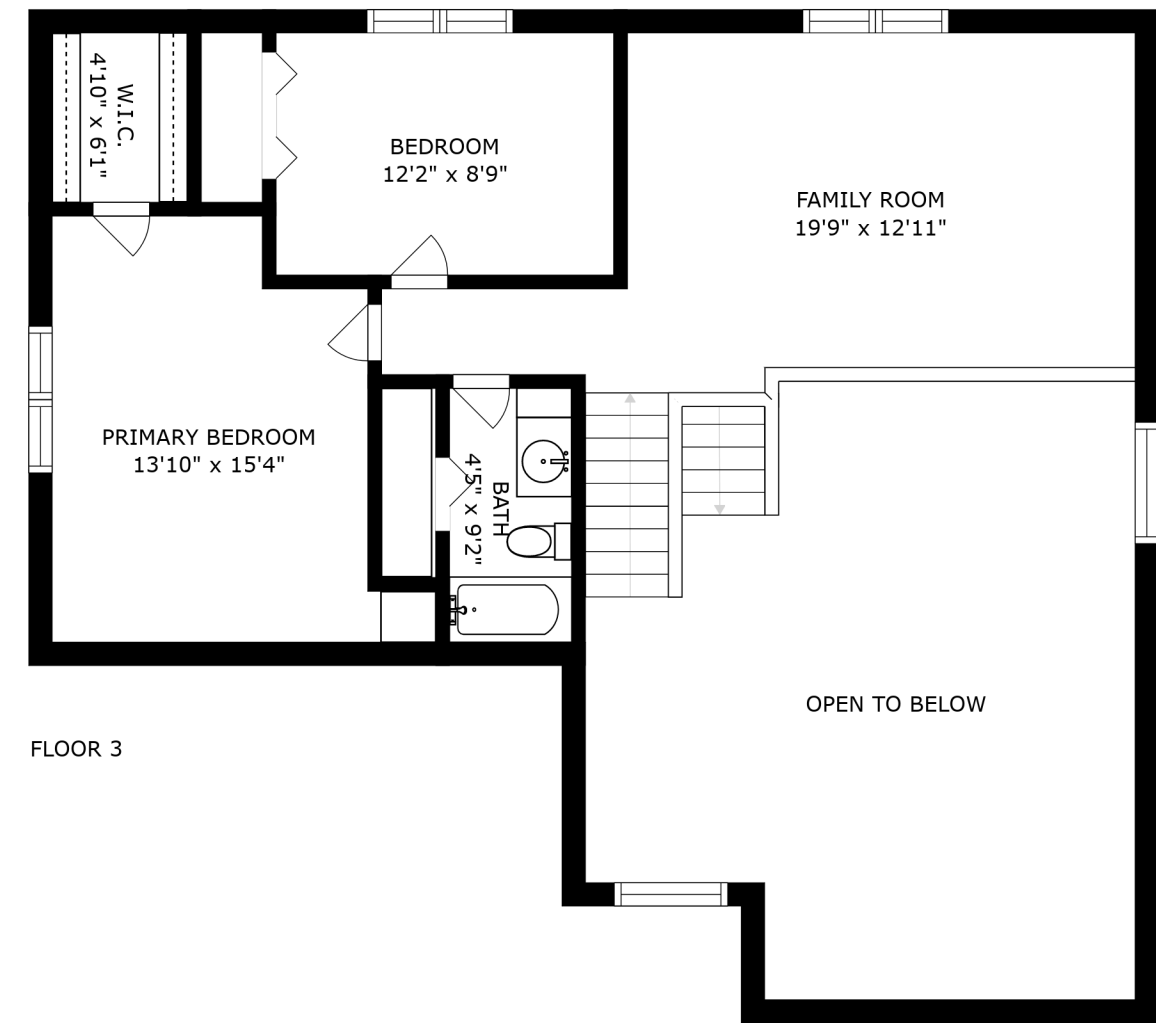 W.I.C.
4'10" x 6'1"
BEDROOM
12'2" x 8'9"
FAMILY ROOM
19'9" x 12'11"
PRIMARY BEDROOM
13'10" x 15'4"
BATH
4'5" x 9'2"
OPEN TO BELOW
FLOOR 3